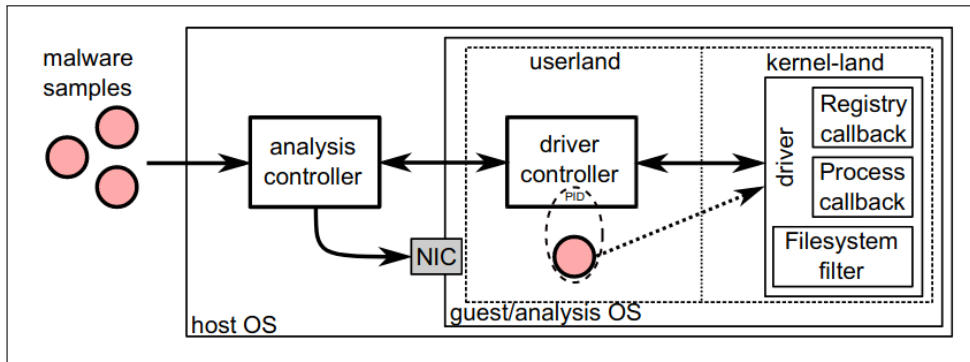 malware
samples
analysis
controller
NIC
host OS
guest/analysis OS
userland
driver
controller
PID
kernel-land
driver
Registry
callback
Process
callback
Filesystem
filter